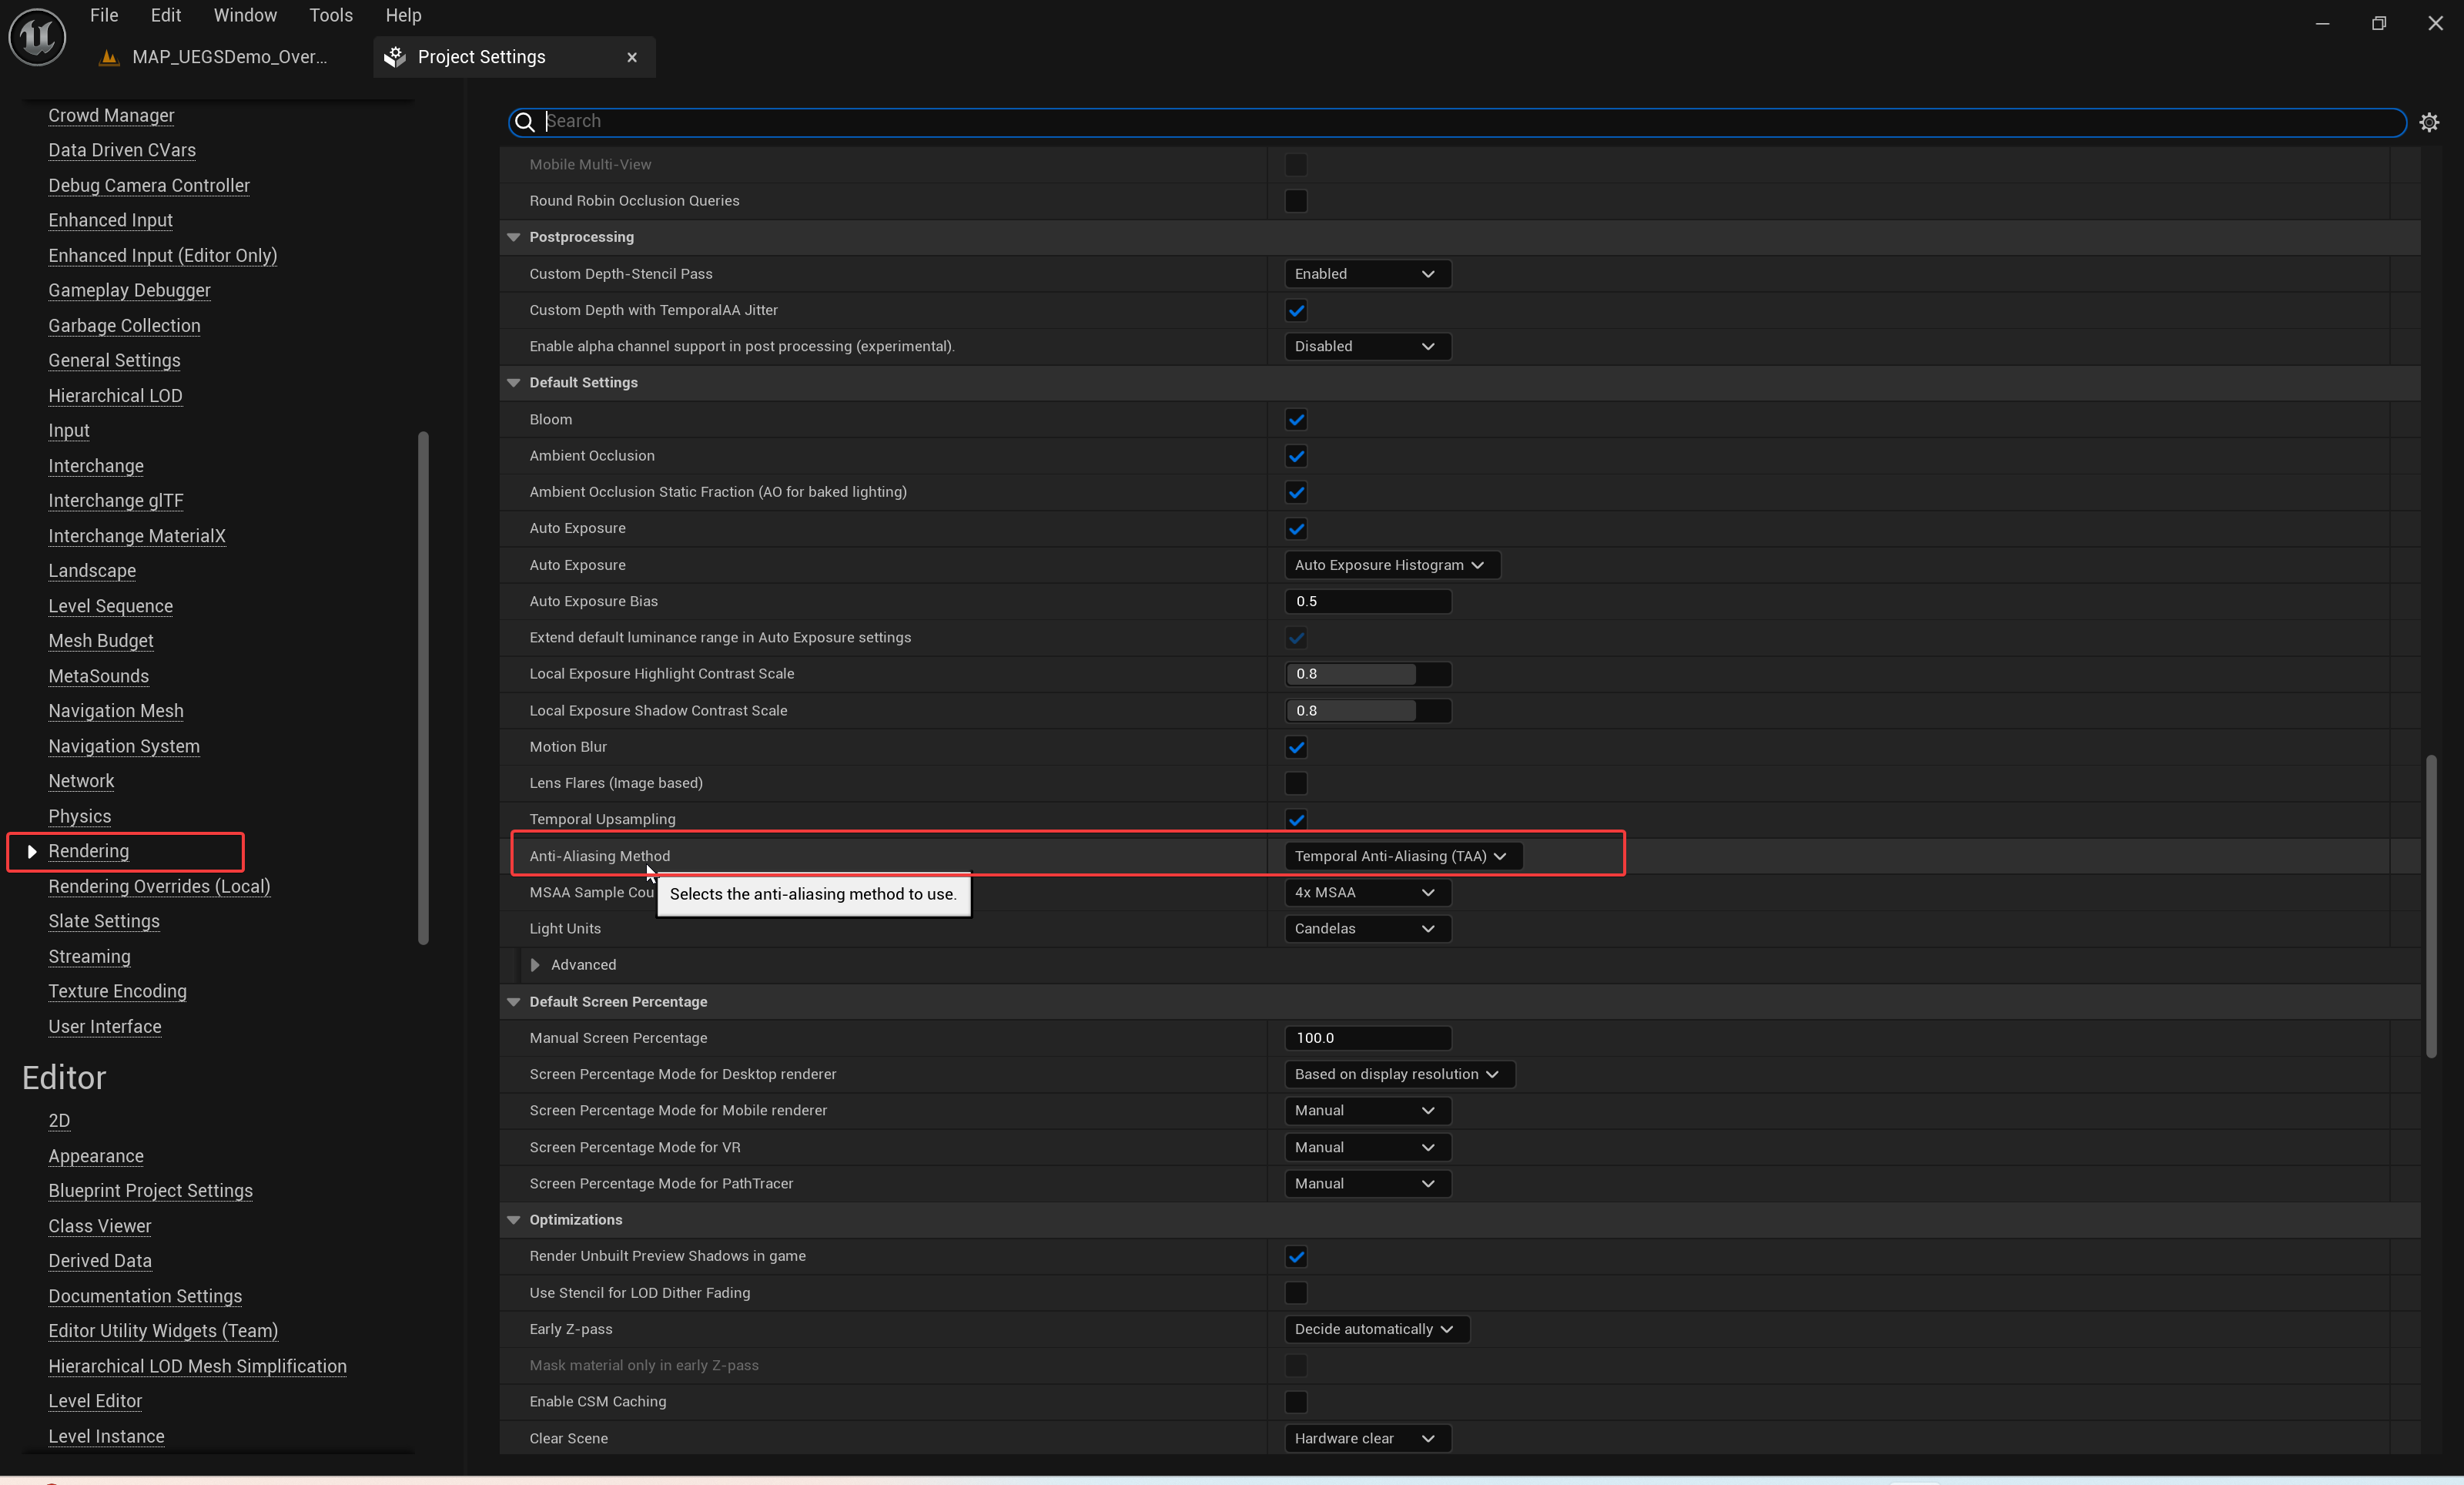 File Edit Window Tools Help
MAP_UEGSDemo_Over...
Project Settings
Crowd Manager
Data Driven CVars
Debug Camera Controller
Enhanced Input
Enhanced Input (Editor Only)
Gameplay Debugger
Garbage Collection
General Settings
Hierarchical LOD
Input
Interchange
Interchange glTF
Interchange MaterialX
Landscape
Level Sequence
Mesh Budget
MetaSounds
Navigation Mesh
Navigation System
Network
Physics
Rendering
Rendering Overrides (Local)
Slate Settings
Streaming
Texture Encoding
User Interface
Editor
2D
Appearance
Blueprint Project Settings
Class Viewer
Derived Data
Documentation Settings
Editor Utility Widgets (Team)
Hierarchical LOD Mesh Simplification
Level Editor
Level Instance
Search
Mobile Multi-View
Round Robin Occlusion Queries
Postprocessing
Custom Depth-Stencil Pass Enabled
Custom Depth with TemporalAA Jitter
Enable alpha channel support in post processing (experimental). Disabled
Default Settings
Bloom
Ambient Occlusion
Ambient Occlusion Static Fraction (AO for baked lighting)
Auto Exposure
Auto Exposure Auto Exposure Histogram
Auto Exposure Bias 0.5
Extend default luminance range in Auto Exposure settings
Local Exposure Highlight Contrast Scale 0.8
Local Exposure Shadow Contrast Scale 0.8
Motion Blur
Lens Flares (Image based)
Temporal Upsampling
Anti-Aliasing Method Temporal Anti-Aliasing (TAA)
MSAA Sample Cou 4x MSAA
Selects the anti-aliasing method to use.
Light Units Candelas
Advanced
Default Screen Percentage
Manual Screen Percentage 100.0
Screen Percentage Mode for Desktop renderer Based on display resolution
Screen Percentage Mode for Mobile renderer Manual
Screen Percentage Mode for VR Manual
Screen Percentage Mode for PathTracer Manual
Optimizations
Render Unbuilt Preview Shadows in game
Use Stencil for LOD Dither Fading
Early Z-pass Decide automatically
Mask material only in early Z-pass
Enable CSM Caching
Clear Scene Hardware clear